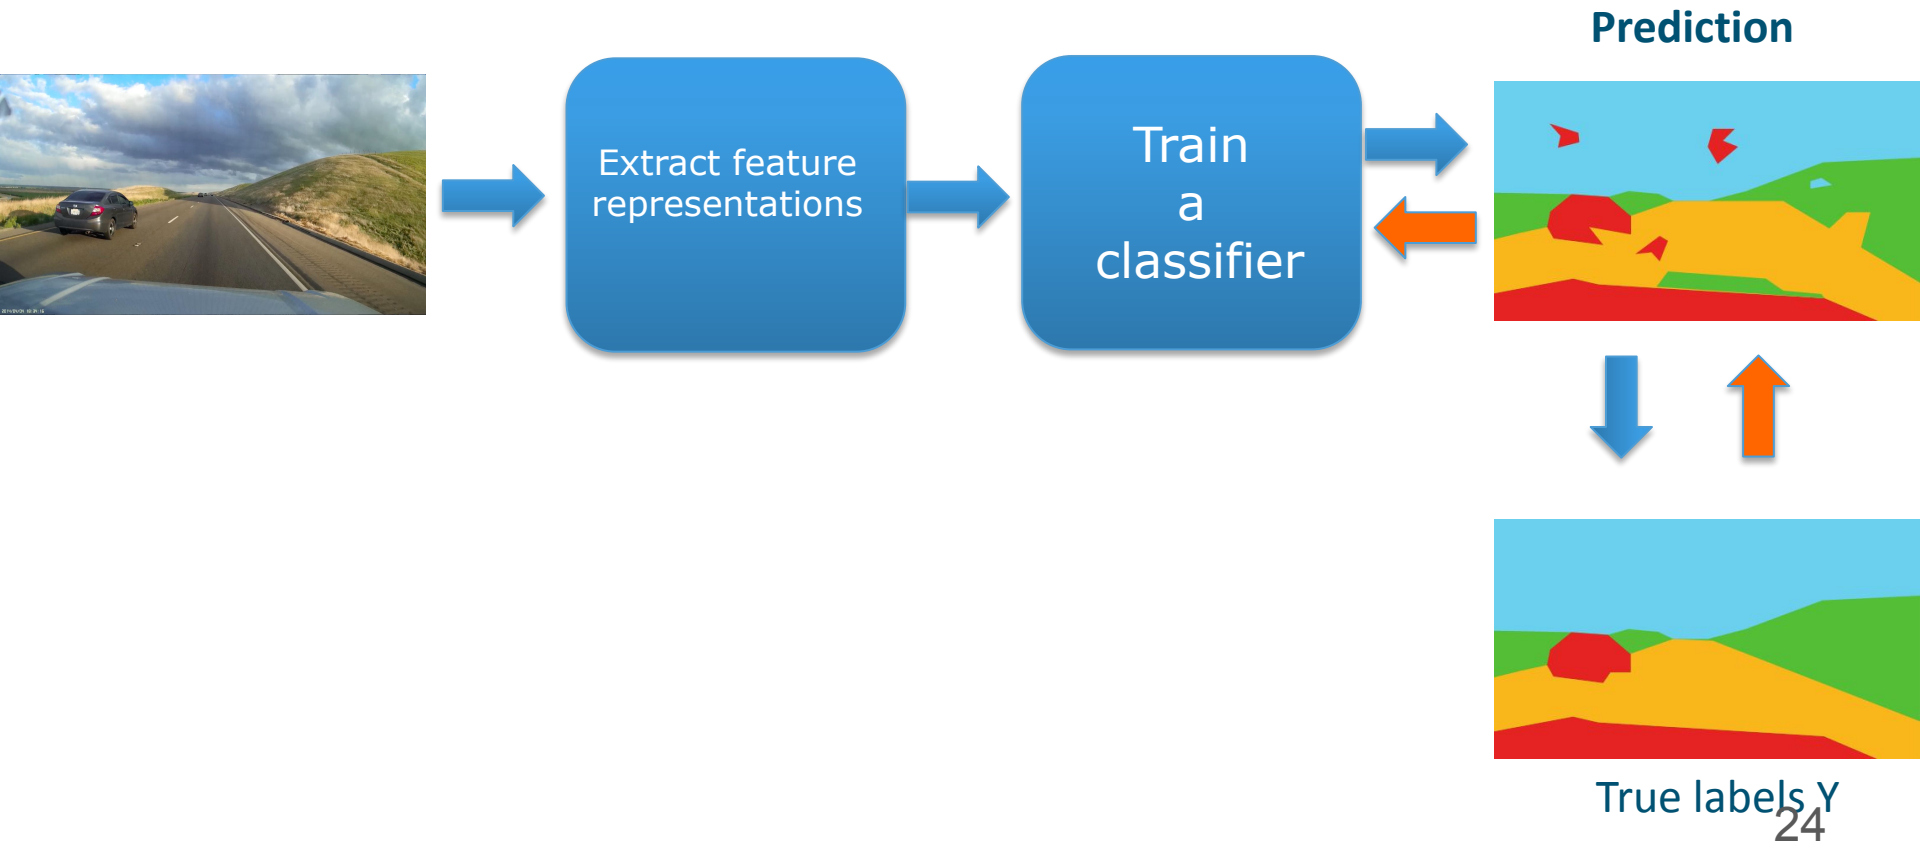 Prediction
Extract feature
representations
Train
a
classifier
True labels Y
24